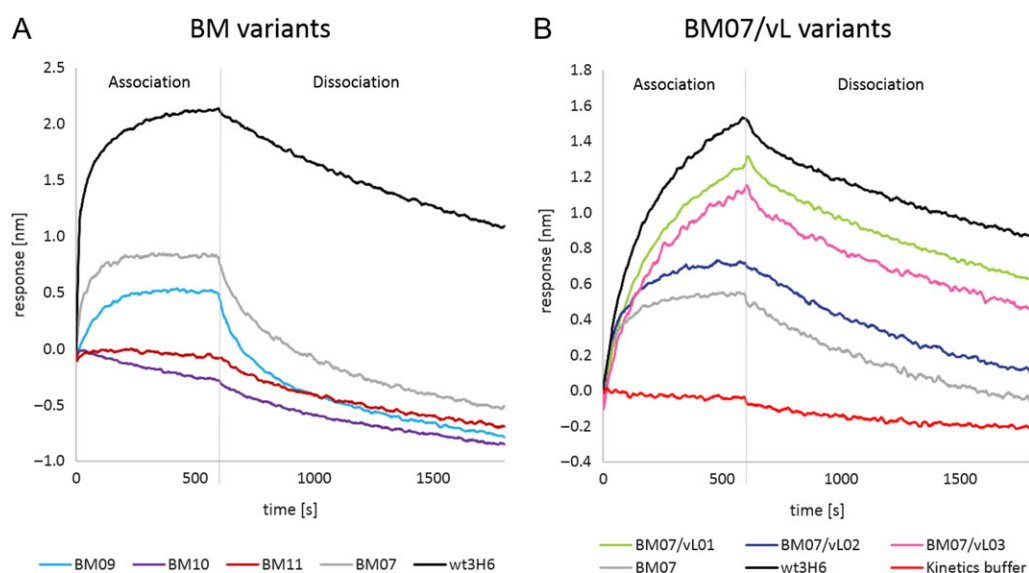 A
BM variants
2.5
2.0
1.5
1.0
0.5
0.0
−0.5
−1.0
response [nm]
Association
Dissociation
0
500
1000
1500
time [s]
BM09
BM10
BM11
BM07
wt3H6
B
BM07/vL variants
1.8
1.6
1.4
1.2
1.0
0.8
0.6
0.4
0.2
0.0
−0.2
−0.4
response [nm]
Association
Dissociation
0
500
1000
1500
time [s]
BM07/vL01
BM07/vL02
BM07/vL03
BM07
wt3H6
Kinetics buffer